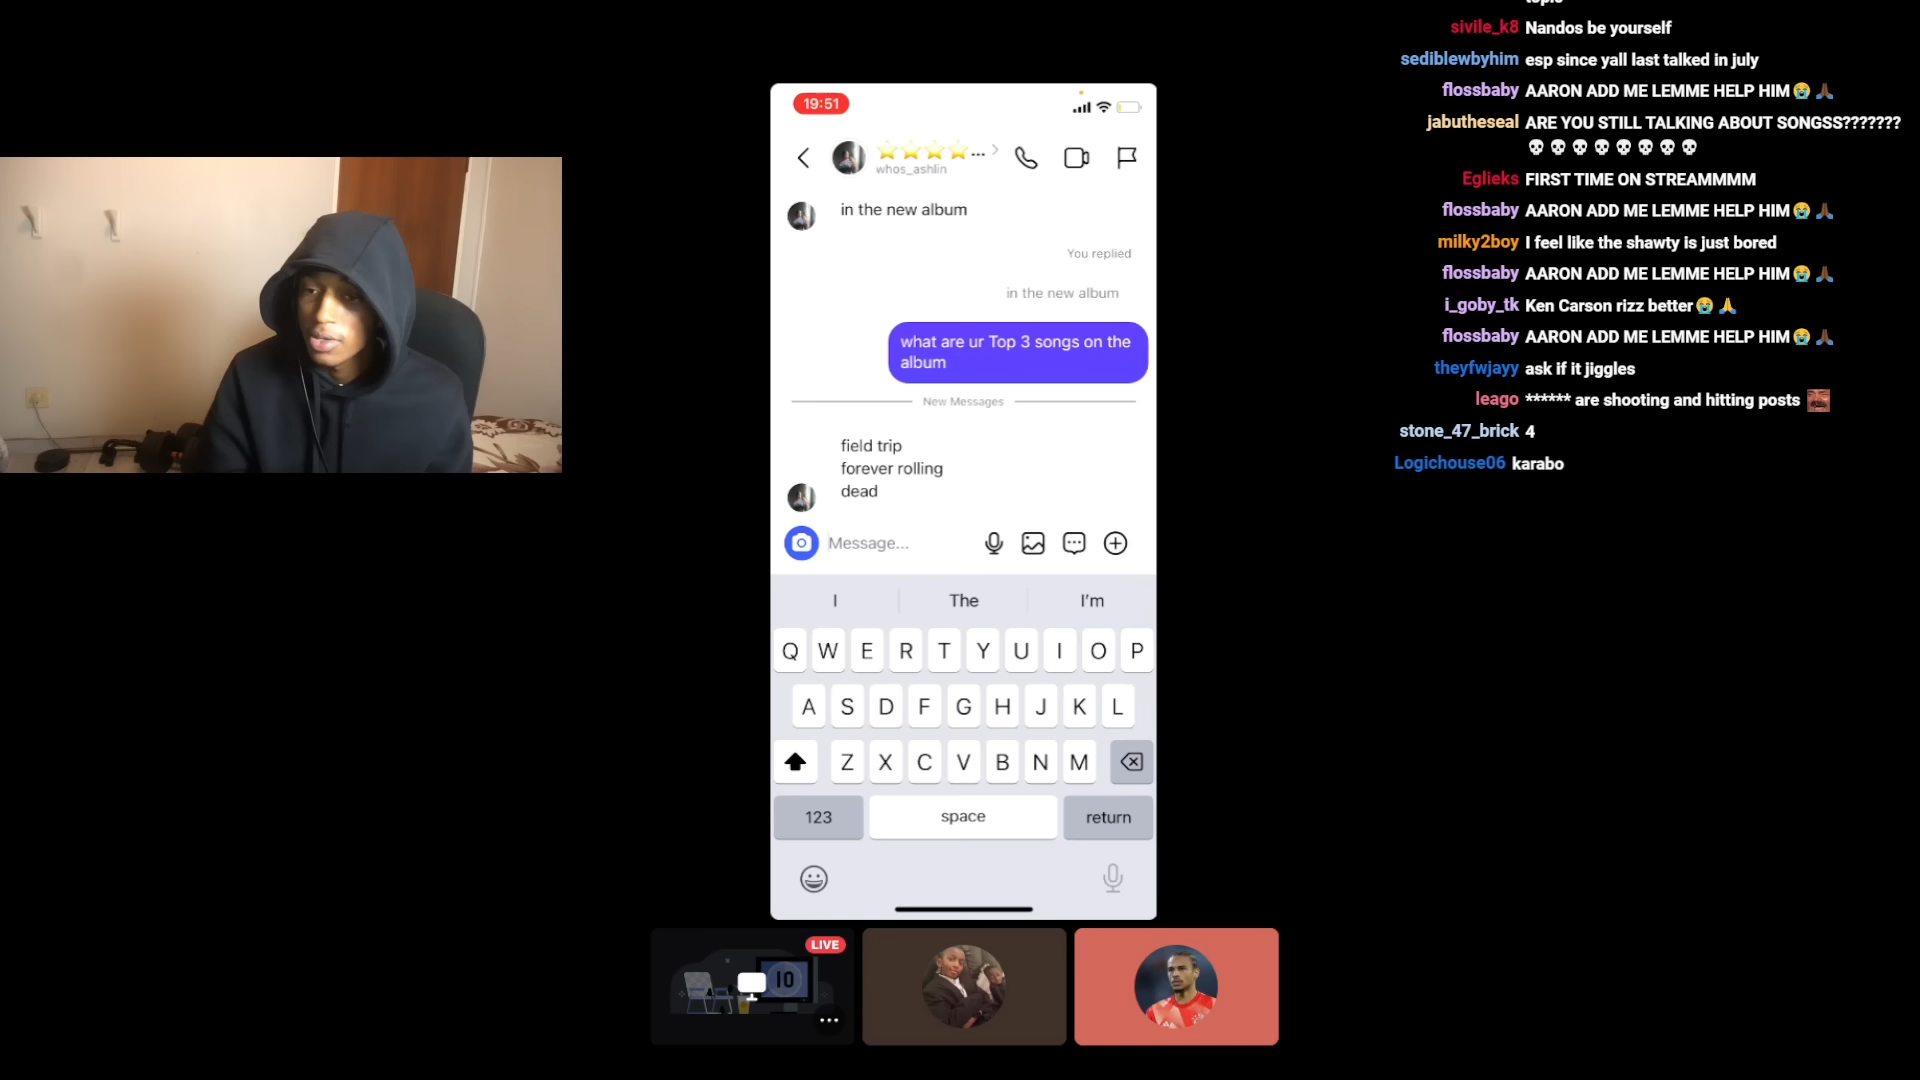 topic
sivile_k8 Nandos be yourself
sediblewbyhim esp since yall last talked in july
flossbaby AARON ADD ME LEMME HELP HIM😭🙏🏾
jabutheseal ARE YOU STILL TALKING ABOUT SONGSS???????
💀💀💀💀💀💀💀💀
Eglieks FIRST TIME ON STREAMMMM
flossbaby AARON ADD ME LEMME HELP HIM😭🙏🏾
milky2boy I feel like the shawty is just bored
flossbaby AARON ADD ME LEMME HELP HIM😭🙏🏾
i_goby_tk Ken Carson rizz better😭🙏
flossbaby AARON ADD ME LEMME HELP HIM😭🙏🏾
theyfwjayy ask if it jiggles
leago ****** are shooting and hitting posts
stone_47_brick 4
Logichouse06 karabo
19:51
⭐⭐⭐⭐...
whos_ashlin
in the new album
You replied
in the new album
what are ur Top 3 songs on the
album
New Messages
field trip
forever rolling
dead
Message...
I The I'm
Q W E R T Y U I O P
A S D F G H J K L
Z X C V B N M
123 space return
LIVE
10